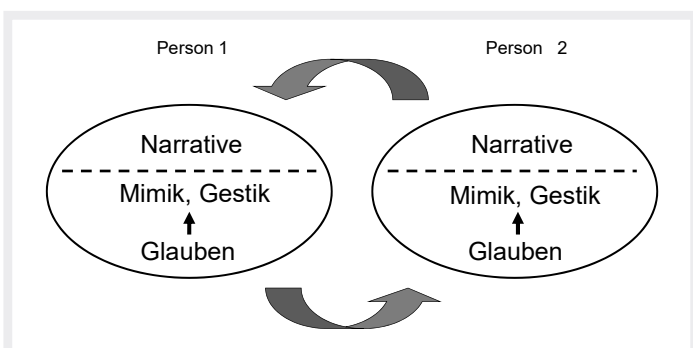 Person 1 Person 2
Narrative Narrative
Mimik, Gestik Mimik, Gestik
Glauben Glauben